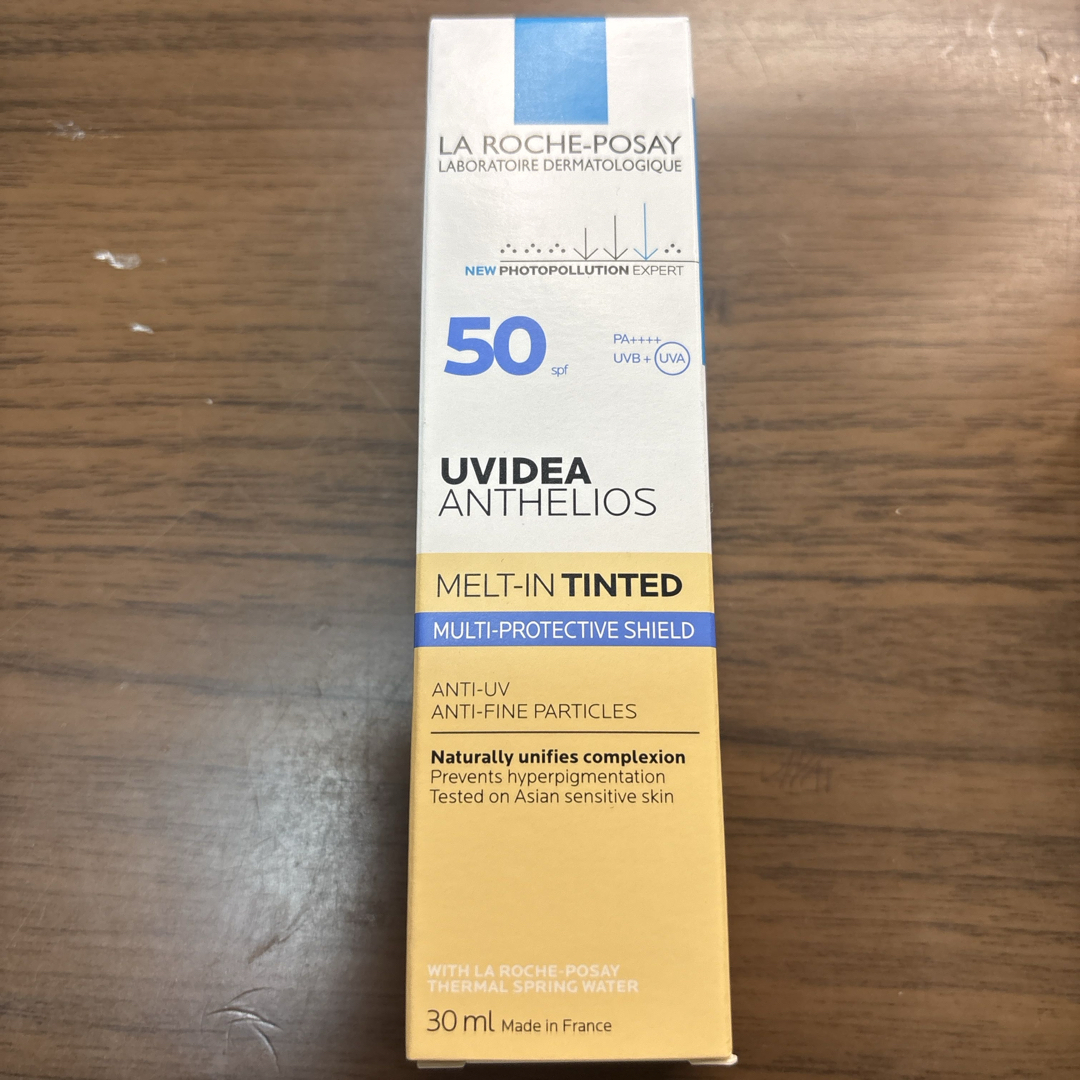 LA ROCHE-POSAY
LABORATOIRE DERMATOLOGIQUE
NEW PHOTOPOLLUTION EXPERT
50 spf
PA++++
UVB + UVA
UVIDEA
ANTHELIOS
MELT-IN TINTED
MULTI-PROTECTIVE SHIELD
ANTI-UV
ANTI-FINE PARTICLES
Naturally unifies complexion
Prevents hyperpigmentation
Tested on Asian sensitive skin
WITH LA ROCHE-POSAY
THERMAL SPRING WATER
30 ml Made in France